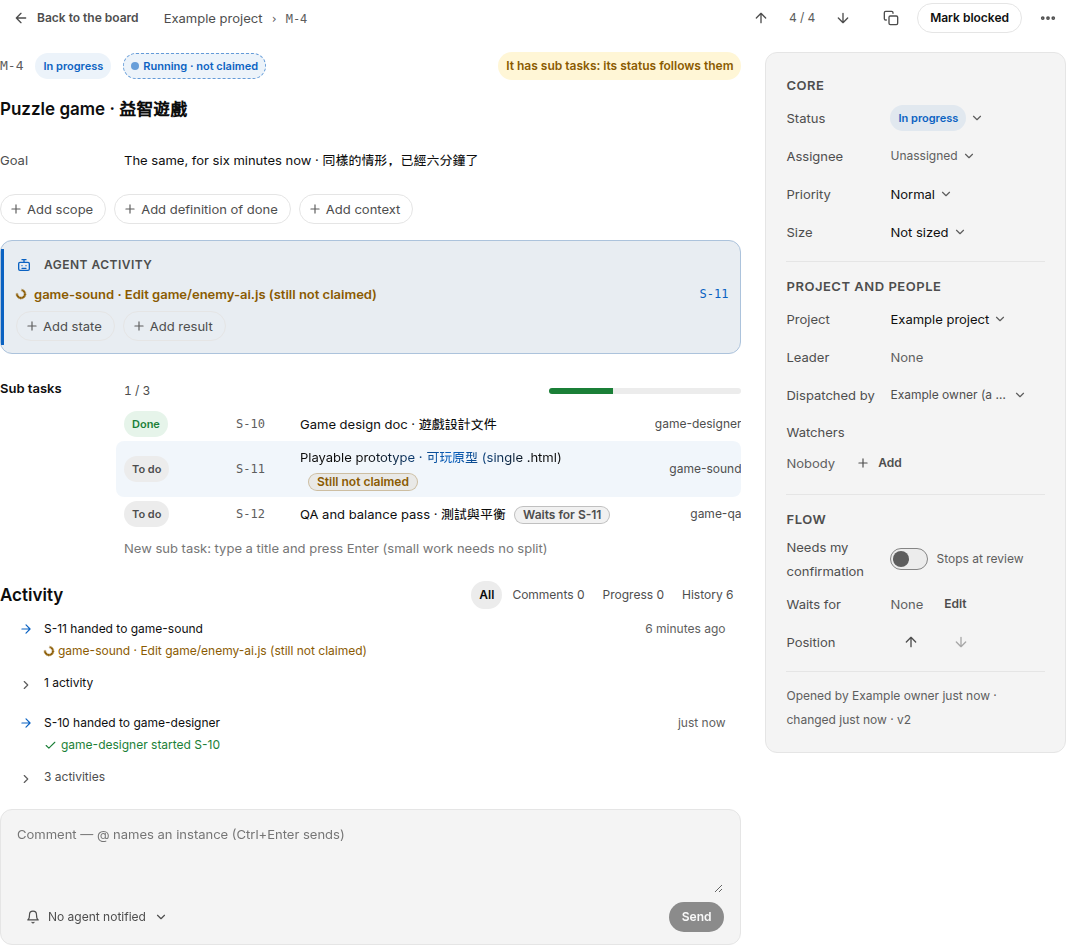 Back to the board
Example project › M-4
4 / 4
Mark blocked
M-4
In progress
Running · not claimed
It has sub tasks: its status follows them
Puzzle game · 益智遊戲
Goal
The same, for six minutes now · 同樣的情形，已經六分鐘了
+ Add scope
+ Add definition of done
+ Add context
AGENT ACTIVITY
game-sound · Edit game/enemy-ai.js (still not claimed)
S-11
+ Add state
+ Add result
Sub tasks
1 / 3
Done
S-10
Game design doc · 遊戲設計文件
game-designer
To do
S-11
Playable prototype · 可玩原型 (single .html)
Still not claimed
game-sound
To do
S-12
QA and balance pass · 測試與平衡
Waits for S-11
game-qa
New sub task: type a title and press Enter (small work needs no split)
Activity
All
Comments 0
Progress 0
History 6
S-11 handed to game-sound
6 minutes ago
game-sound · Edit game/enemy-ai.js (still not claimed)
1 activity
S-10 handed to game-designer
just now
game-designer started S-10
3 activities
Comment — @ names an instance (Ctrl+Enter sends)
No agent notified
Send
CORE
Status
In progress
Assignee
Unassigned
Priority
Normal
Size
Not sized
PROJECT AND PEOPLE
Project
Example project
Leader
None
Dispatched by
Example owner (a ...
Watchers
Nobody
+ Add
FLOW
Needs my
confirmation
Stops at review
Waits for
None
Edit
Position
Opened by Example owner just now ·
changed just now · v2